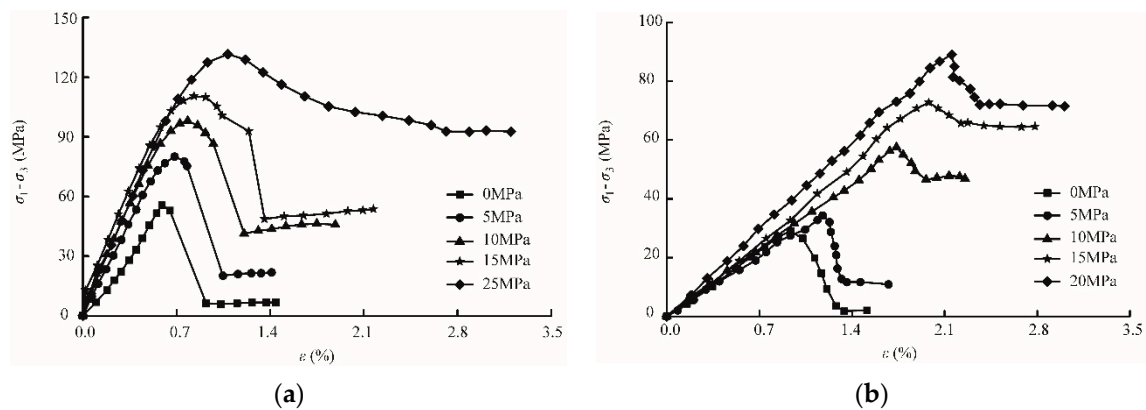 150
120
90
60
30
0
σ1-σ3 (MPa)
0MPa
5MPa
10MPa
15MPa
25MPa
0.0 0.7 1.4 2.1 2.8 3.5
ε (%)
(a)
100
80
60
40
20
0
σ1-σ3 (MPa)
0MPa
5MPa
10MPa
15MPa
20MPa
0.0 0.7 1.4 2.1 2.8 3.5
ε (%)
(b)